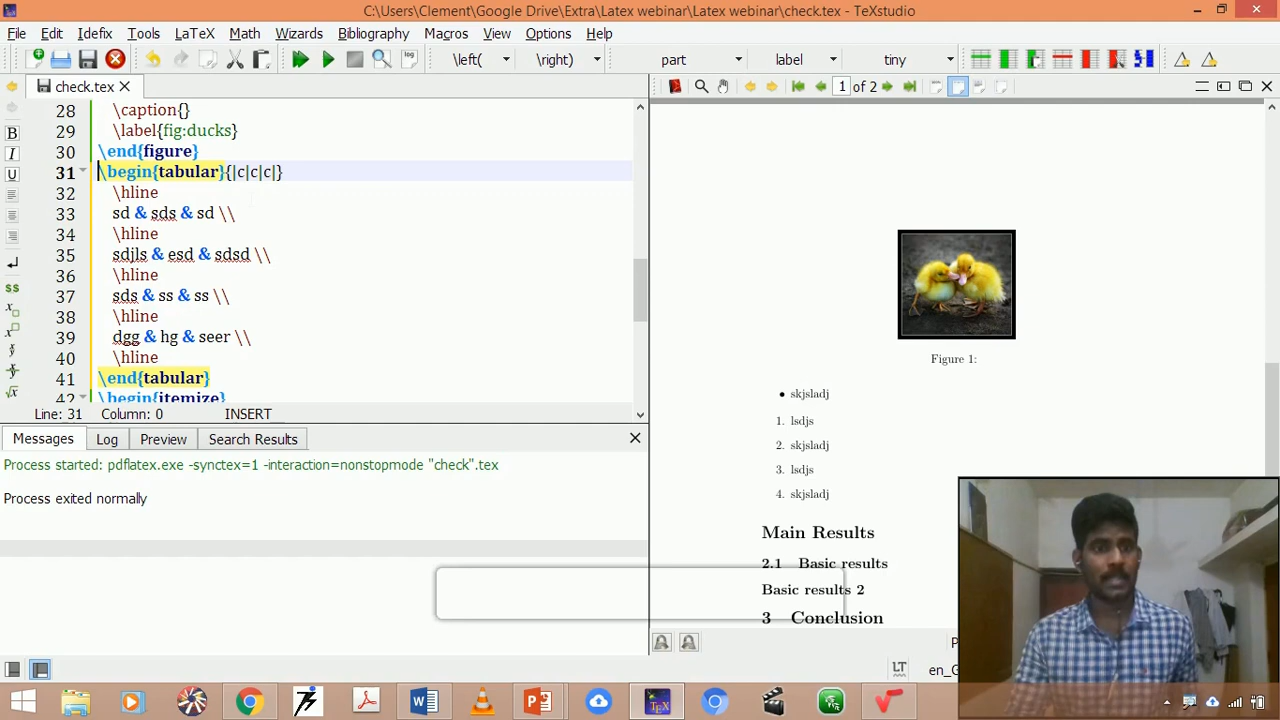 C:\Users\Clement\Google Drive\Extra\Latex webinar\Latex webinar\check.tex - TeXstudio
File Edit Idefix Tools LaTeX Math Wizards Bibliography Macros View Options Help
\left( \right) part label tiny
check.tex
1 of 2
28 \caption{}
29 \label{fig:ducks}
30 \end{figure}
31 \begin{tabular}{|c|c|c|}
32 \hline
33 sd & sds & sd \\
34 \hline
35 sdjls & esd & sdsd \\
36 \hline
37 sds & ss & ss \\
38 \hline
39 dgg & hg & seer \\
40 \hline
41 \end{tabular}
42 \begin{itemize}
Line: 31 Column: 0 INSERT
Messages Log Preview Search Results
Process started: pdflatex.exe -synctex=1 -interaction=nonstopmode "check".tex
Process exited normally
Figure 1:
• skjsladj
1. lsdjs
2. skjsladj
3. lsdjs
4. skjsladj
Main Results
2.1 Basic results
Basic results 2
3 Conclusion
LT
en_G